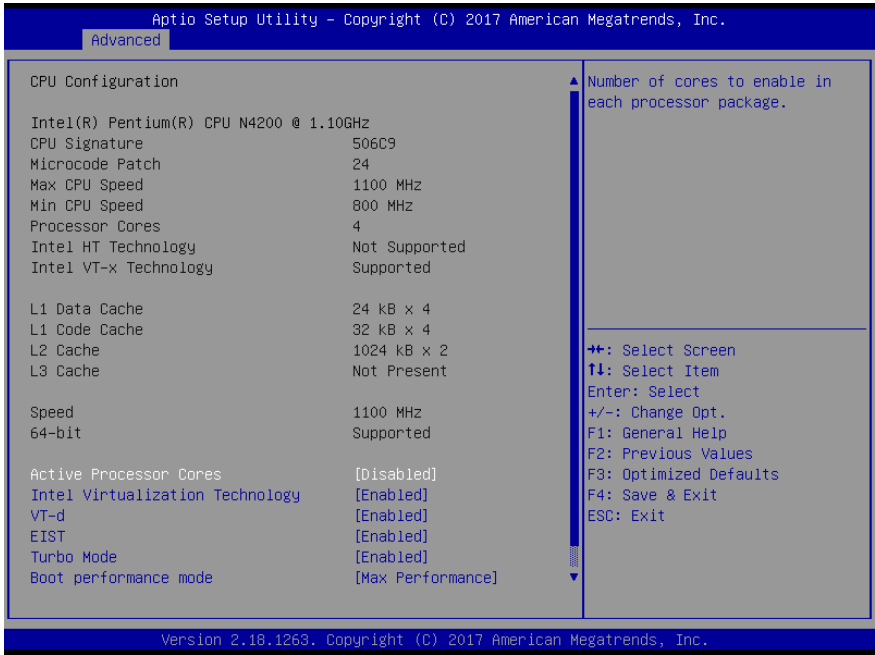 Aptio Setup Utility – Copyright (C) 2017 American Megatrends, Inc.
Advanced
CPU Configuration
Intel(R) Pentium(R) CPU N4200 @ 1.10GHz
CPU Signature 506C9
Microcode Patch 24
Max CPU Speed 1100 MHz
Min CPU Speed 800 MHz
Processor Cores 4
Intel HT Technology Not Supported
Intel VT-x Technology Supported
L1 Data Cache 24 kB x 4
L1 Code Cache 32 kB x 4
L2 Cache 1024 kB x 2
L3 Cache Not Present
Speed 1100 MHz
64-bit Supported
Active Processor Cores [Disabled]
Intel Virtualization Technology [Enabled]
VT-d [Enabled]
EIST [Enabled]
Turbo Mode [Enabled]
Boot performance mode [Max Performance]
Number of cores to enable in
each processor package.
→←: Select Screen
↑↓: Select Item
Enter: Select
+/-: Change Opt.
F1: General Help
F2: Previous Values
F3: Optimized Defaults
F4: Save & Exit
ESC: Exit
Version 2.18.1263. Copyright (C) 2017 American Megatrends, Inc.